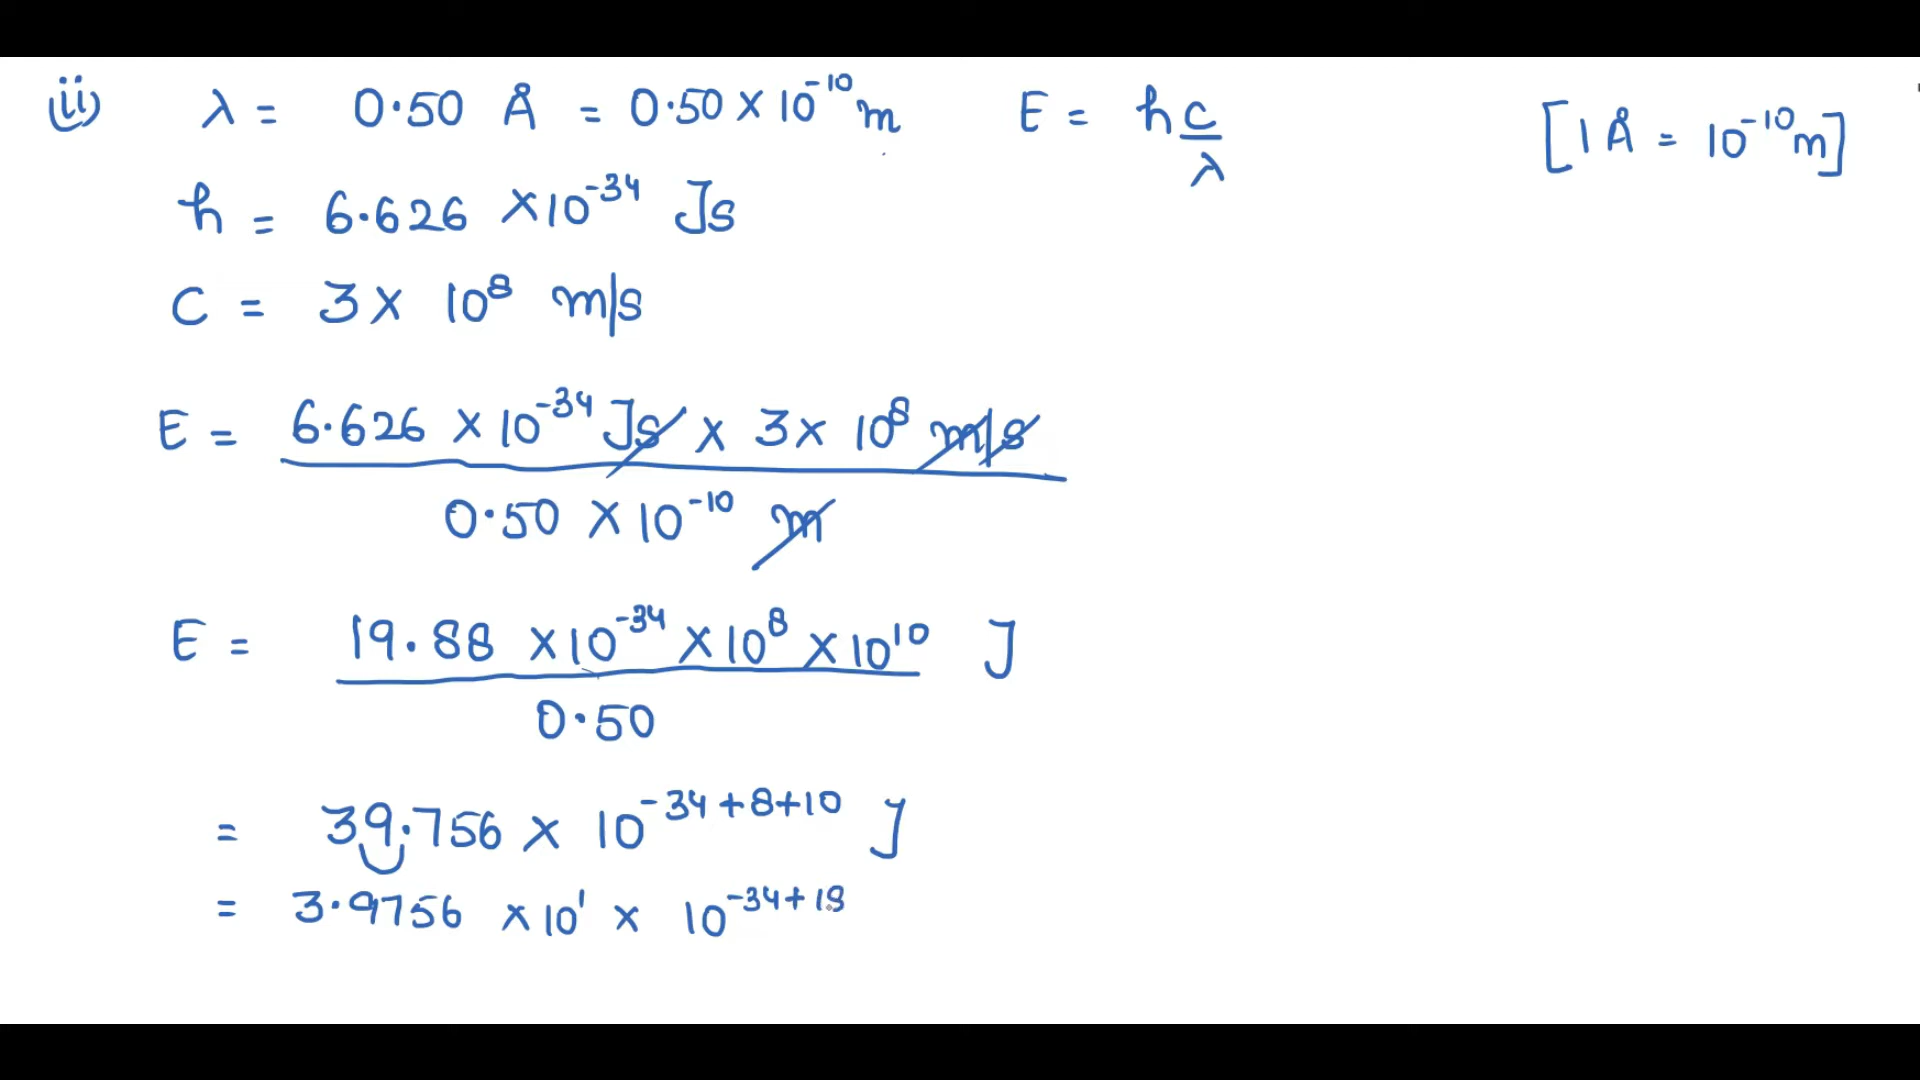 (ii) λ = 0.50 Å = 0.50 × 10⁻¹⁰ m E = hc/λ [1 Å = 10⁻¹⁰ m]
h = 6.626 × 10⁻³⁴ Js
C = 3 × 10⁸ m/s
E = 6.626 × 10⁻³⁴ Js × 3 × 10⁸ m/s
0.50 × 10⁻¹⁰ m
E = 19.88 × 10⁻³⁴ × 10⁸ × 10¹⁰ J
0.50
= 39.756 × 10⁻³⁴⁺⁸⁺¹⁰ J
= 3.9756 × 10¹ × 10⁻³⁴⁺¹⁸